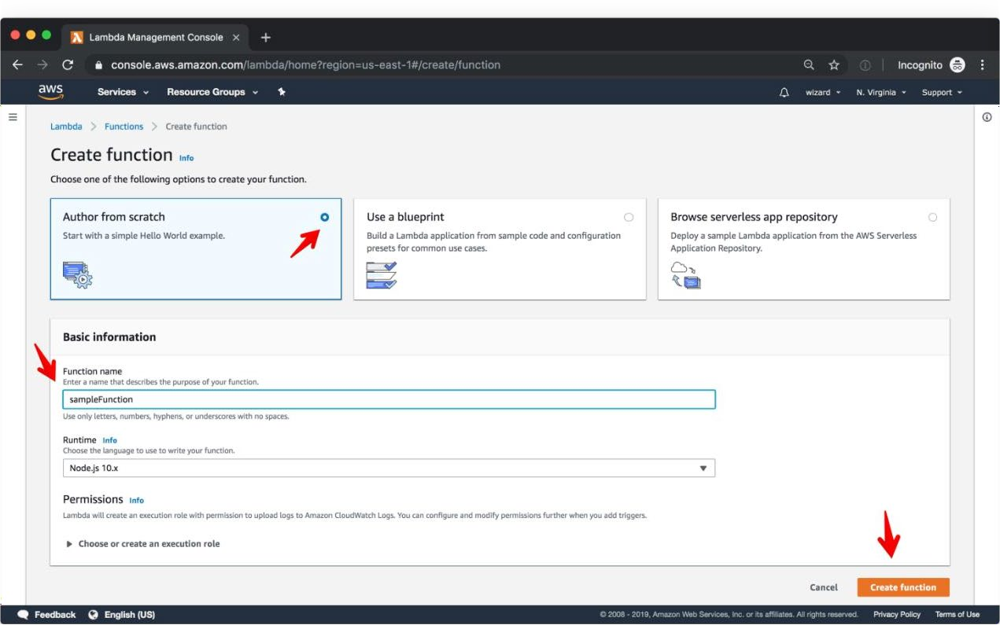 Lambda Management Console
console.aws.amazon.com/lambda/home?region=us-east-1#/create/function
Incognito
aws
Services
Resource Groups
wizard
N. Virginia
Support
Lambda > Functions > Create function
Create function Info
Choose one of the following options to create your function.
Author from scratch
Start with a simple Hello World example.
Use a blueprint
Build a Lambda application from sample code and configuration
presets for common use cases.
Browse serverless app repository
Deploy a sample Lambda application from the AWS Serverless
Application Repository.
Basic information
Function name
Enter a name that describes the purpose of your function.
sampleFunction
Use only letters, numbers, hyphens, or underscores with no spaces.
Runtime Info
Choose the language to use to write your function.
Node.js 10.x
Permissions Info
Lambda will create an execution role with permission to upload logs to Amazon CloudWatch Logs. You can configure and modify permissions further when you add triggers.
Choose or create an execution role
Cancel
Create function
Feedback
English (US)
© 2008 - 2019, Amazon Web Services, Inc. or its affiliates. All rights reserved.
Privacy Policy
Terms of Use